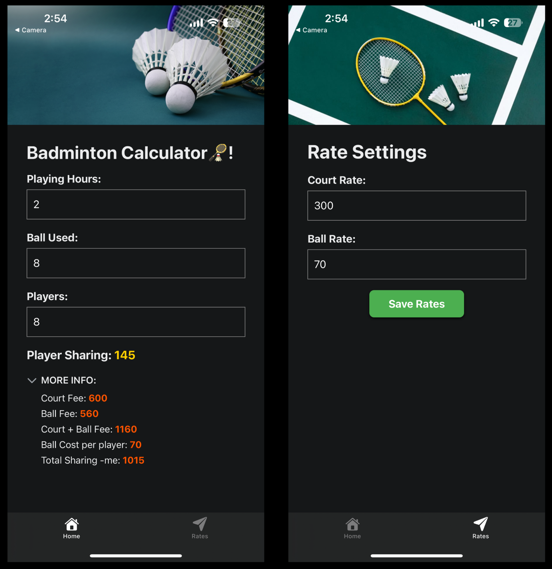 2:54
27
Camera
Badminton Calculator!
Playing Hours:
2
Ball Used:
8
Players:
8
Player Sharing: 145
MORE INFO:
Court Fee: 600
Ball Fee: 560
Court + Ball Fee: 1160
Ball Cost per player: 70
Total Sharing -me: 1015
Home
Rates
2:54
27
Camera
Rate Settings
Court Rate:
300
Ball Rate:
70
Save Rates
Home
Rates